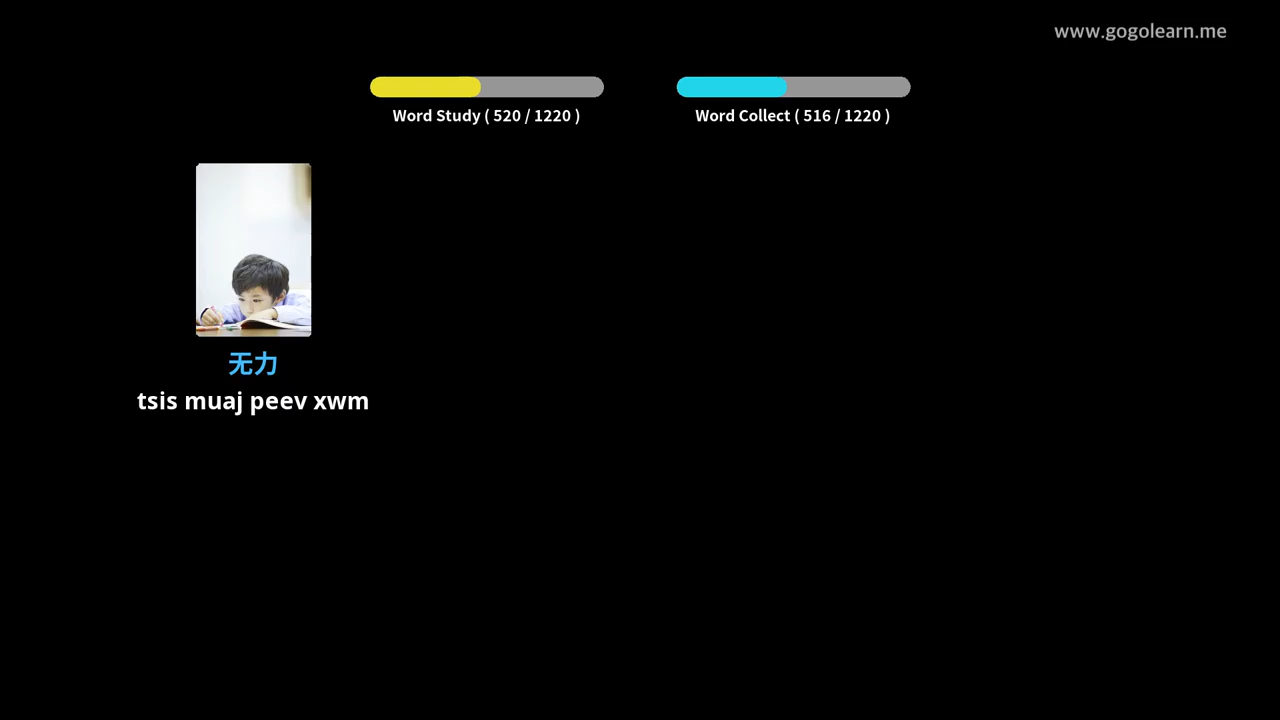 www.gogolearn.me
Word Study ( 520 / 1220 )
Word Collect ( 516 / 1220 )
无力
tsis muaj peev xwm